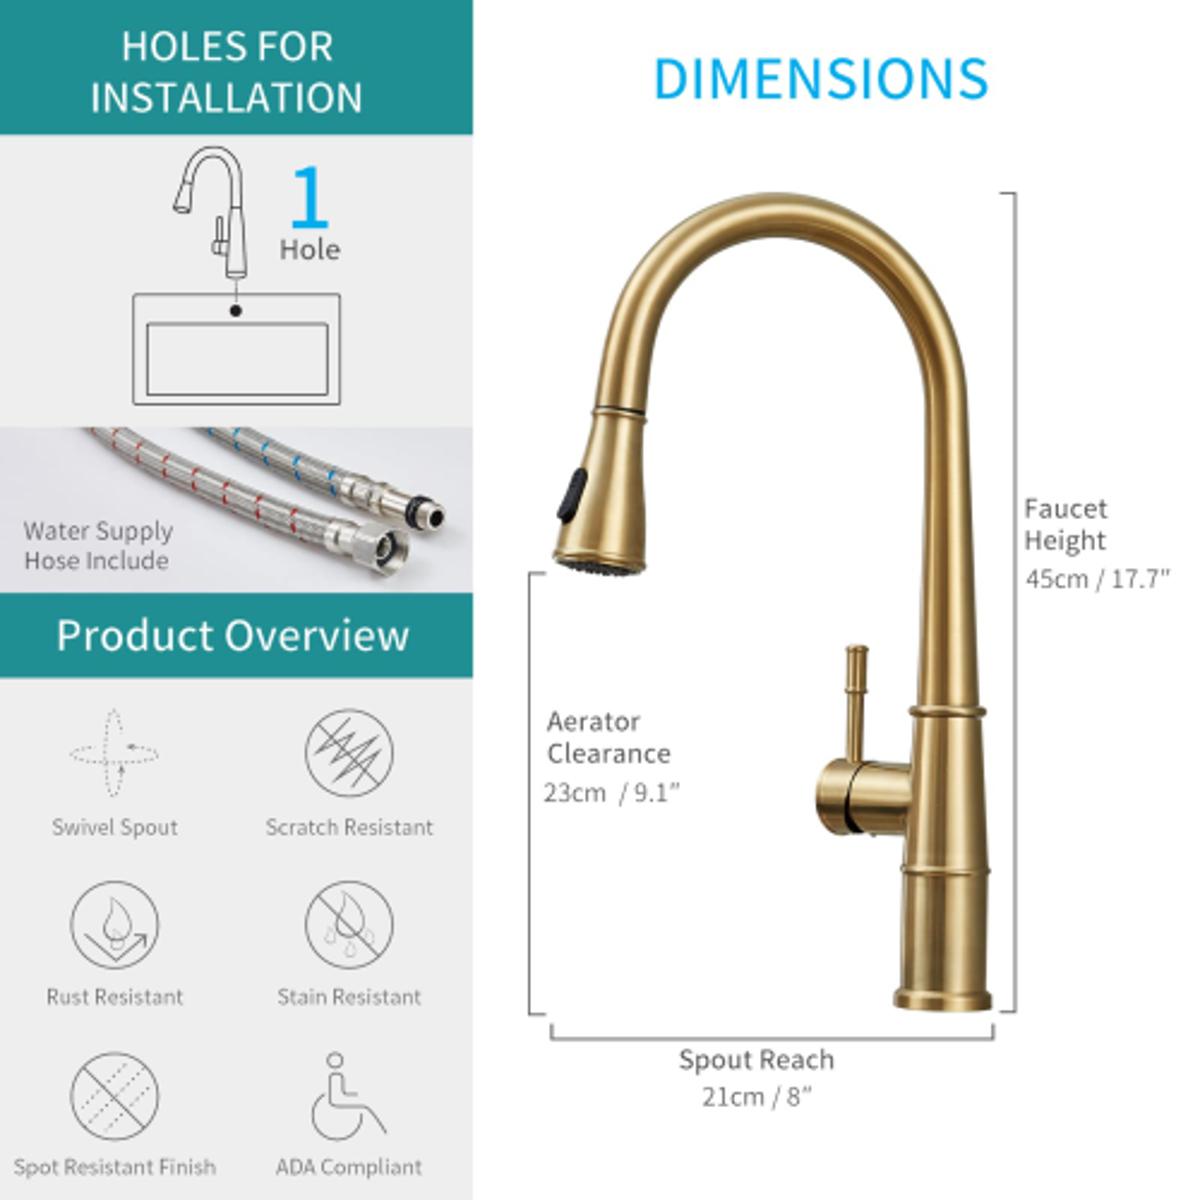 HOLES FOR
INSTALLATION
1
Hole
Water Supply
Hose Include
Product Overview
Swivel Spout
Scratch Resistant
Rust Resistant
Stain Resistant
Spot Resistant Finish
ADA Compliant
DIMENSIONS
Faucet
Height
45cm / 17.7"
Aerator
Clearance
23cm / 9.1"
Spout Reach
21cm / 8"